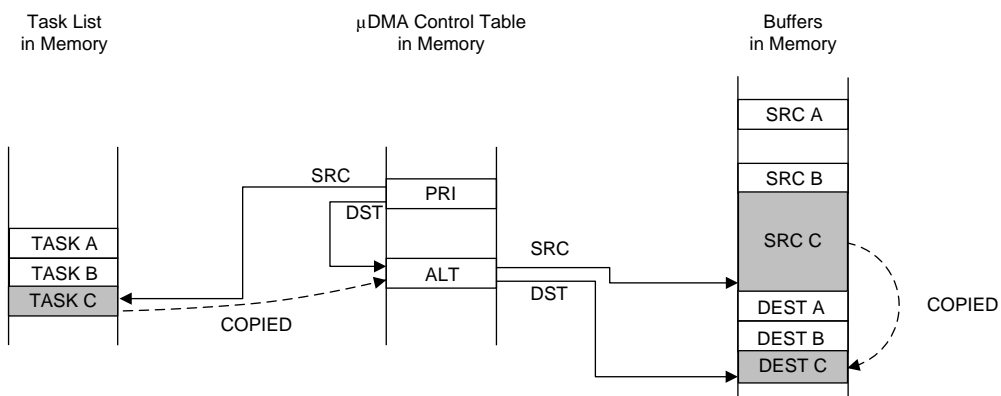 Task List
in Memory
μDMA Control Table
in Memory
Buffers
in Memory
SRC A
SRC B
SRC C
DEST A
DEST B
DEST C
SRC
PRI
DST
ALT
SRC
DST
TASK A
TASK B
TASK C
COPIED
COPIED